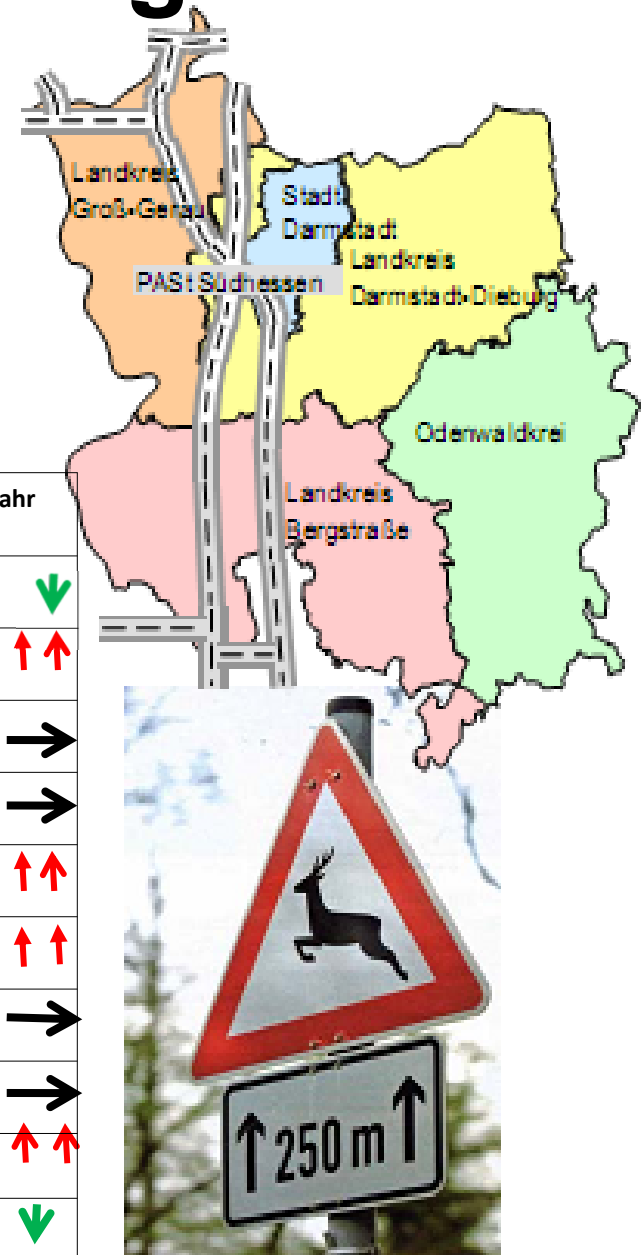 g
Landkreis
Groß-Gerau
Stadt
Darmstadt
Landkreis
Darmstadt-Dieburg
PASt Südhessen
Odenwaldkrei
Landkreis
Bergstraße
ahr
250 m